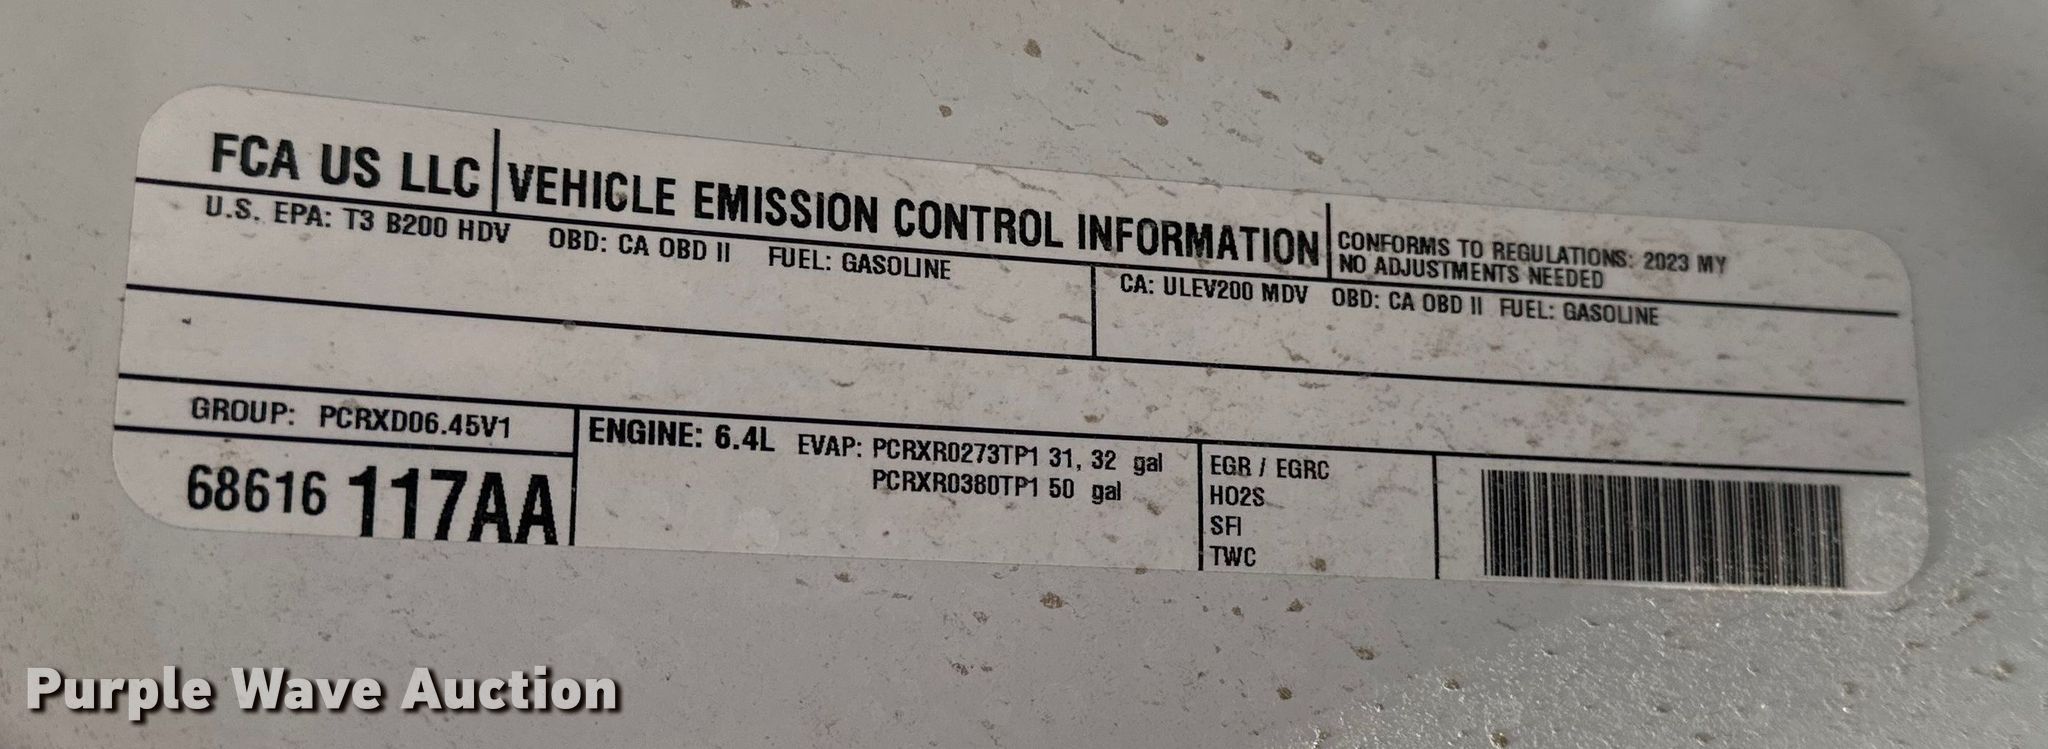 FCA US LLC VEHICLE EMISSION CONTROL INFORMATION CONFORMS TO REGULATIONS: 2023 MY
NO ADJUSTMENTS NEEDED
U.S. EPA: T3 B200 HDV OBD: CA OBD II FUEL: GASOLINE
CA: ULEV200 MDV OBD: CA OBD II FUEL: GASOLINE
GROUP: PCRXD06.45V1
68616 117AA
ENGINE: 6.4L EVAP: PCRXR0273TP1 31, 32 gal
PCRXR0380TP1 50 gal
EGR / EGRC
HO2S
SFI
TWC
Purple Wave Auction